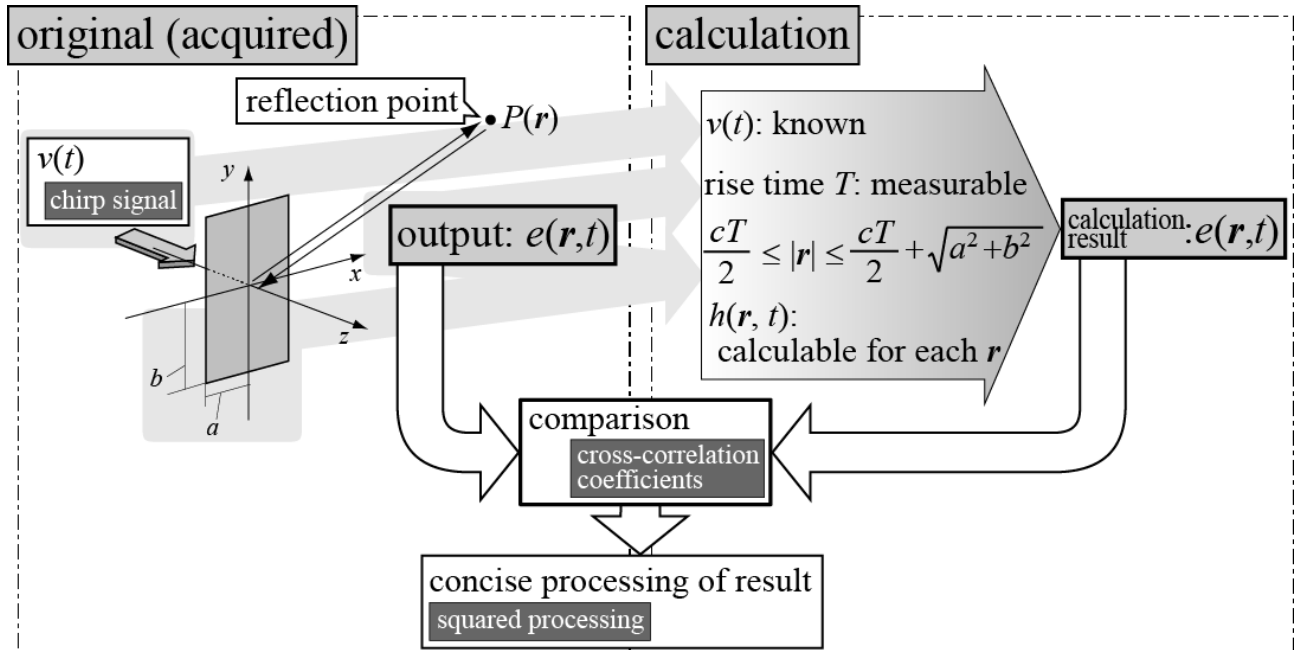 original (acquired)
reflection point
P(r)
v(t)
chirp signal
y
x
z
b
a
output: e(r,t)
calculation
v(t): known
rise time T: measurable
cT/2 ≤ |r| ≤ cT/2 + √a²+b²
h(r, t):
calculable for each r
calculation
result :e(r,t)
comparison
cross-correlation
coefficients
concise processing of result
squared processing